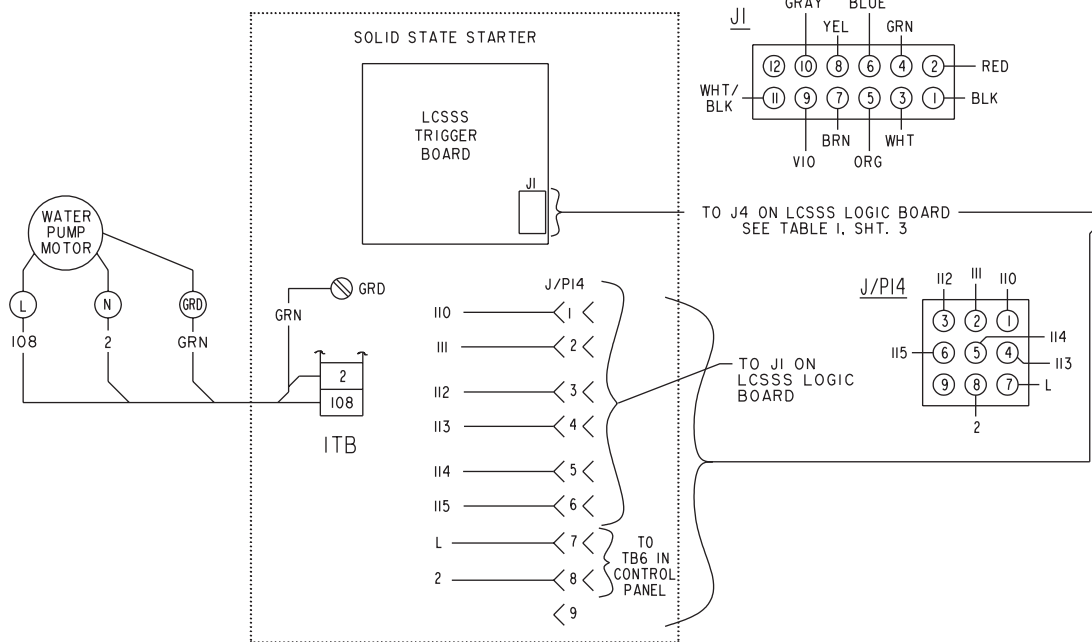 GRAY BLUE
J1
YEL GRN
SOLID STATE STARTER
12 10 8 6 4 2 RED
WHT/
BLK
11 9 7 5 3 1 BLK
BRN WHT
VIO ORG
LCSSS
TRIGGER
BOARD
J1
TO J4 ON LCSSS LOGIC BOARD
SEE TABLE 1, SHT. 3
WATER
PUMP
MOTOR
L N GRD
108 2 GRN
GRD
GRN
2
108
1TB
J/P14
110 1
111 2
112 3
113 4
114 5
115 6
L 7
2 8
9
TO J1 ON
LCSSS LOGIC
BOARD
TO
TB6 IN
CONTROL
PANEL
J/P14
112 111 110
3 2 1
114
115 6 5 4
113
9 8 7 L
2